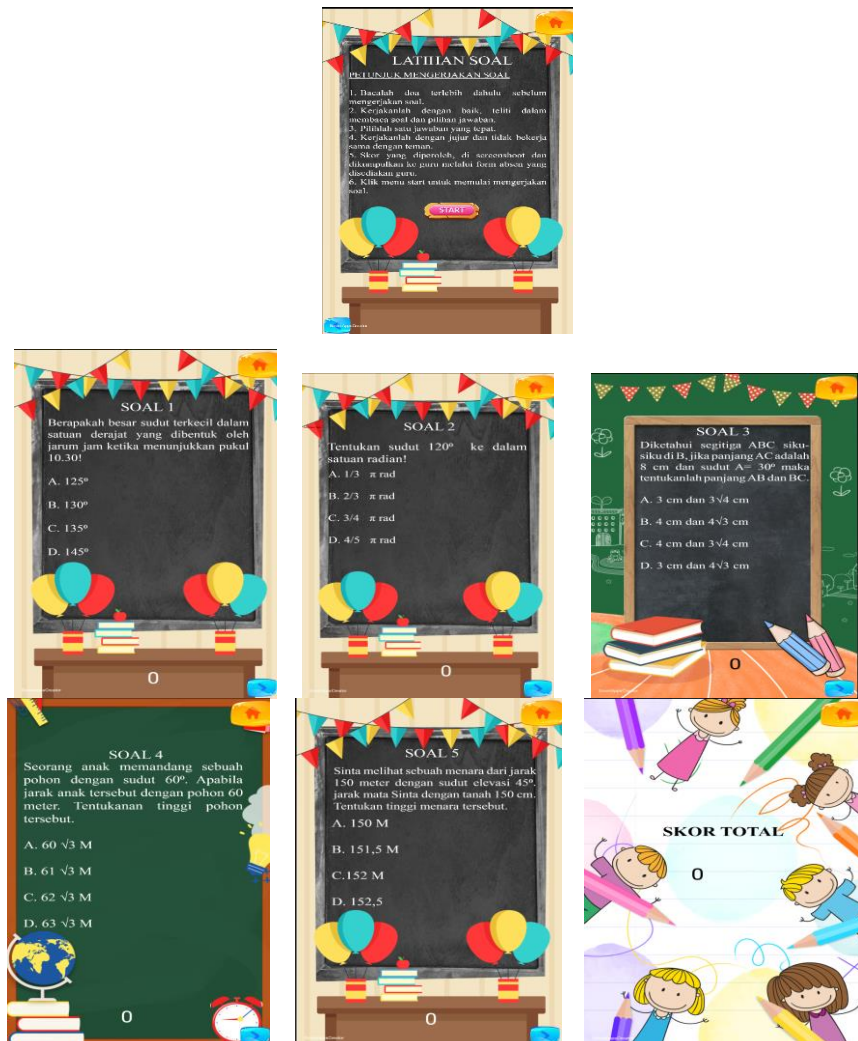 LATIHAN SOAL
PETUNJUK MENGERJAKAN SOAL
1. Bacalah doa terlebih dahulu sebelum
mengerjakan soal.
2. Kerjakanlah dengan baik, teliti dalam
membaca soal dan pilihan jawaban.
3. Pilihlah satu jawaban yang tepat.
4. Kerjakanlah dengan jujur dan tidak bekerja
sama dengan teman.
5. Skor yang diperoleh, di screenshoot dan
dikumpulkan ke guru melalui form absen yang
disediakan guru.
6. Klik menu start untuk memulai mengerjakan
soal.
START
SOAL 1
Berapakah besar sudut terkecil dalam
satuan derajat yang dibentuk oleh
jarum jam ketika menunjukkan pukul
10.30!
A. 125º
B. 130º
C. 135º
D. 145º
0
SOAL 2
Tentukan sudut 120º ke dalam
satuan radian!
A. 1/3 π rad
B. 2/3 π rad
C. 3/4 π rad
D. 4/5 π rad
0
SOAL 3
Diketahui segitiga ABC siku-
siku di B, jika panjang AC adalah
8 cm dan sudut A= 30º maka
tentukanlah panjang AB dan BC.
A. 3 cm dan 3√4 cm
B. 4 cm dan 4√3 cm
C. 4 cm dan 3√4 cm
D. 3 cm dan 4√3 cm
0
SOAL 4
Seorang anak memandang sebuah
pohon dengan sudut 60º. Apabila
jarak anak tersebut dengan pohon 60
meter. Tentukanan tinggi pohon
tersebut.
A. 60 √3 M
B. 61 √3 M
C. 62 √3 M
D. 63 √3 M
0
SOAL 5
Sinta melihat sebuah menara dari jarak
150 meter dengan sudut elevasi 45º.
jarak mata Sinta dengan tanah 150 cm.
Tentukan tinggi menara tersebut.
A. 150 M
B. 151,5 M
C.152 M
D. 152,5
0
SKOR TOTAL
0